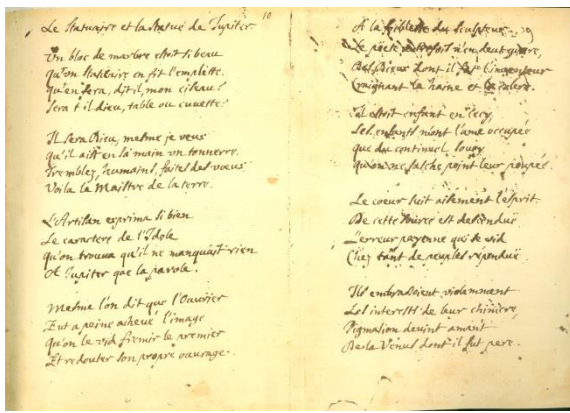 Le Statuaire et la Statüe de Jupiter
Un bloc de marbre estoit si beau
qu'on Statüaire en fit l'emplette.
qu'en fera, dit il, mon ciseau?
Sera t il dieu, table ou cuvette?
Il sera Dieu, mesme je veux
qu'il ait en sa main un tonnerre.
Tremblez humains, faites des vœux
Voila le Maistre de la terre.
L'Artisan exprima si bien
Le caractere de l'Idole
qu'on trouva qu'il ne manquoit rien
A Jupiter que la parole.
Mesme l'on dit que l'Ouvrier
Eut a peine achevé l'image
qu'on le vid fremir le premier
Et redouter son propre ouvrage.
10
A la foiblesse du Sculpteur
Le poete n'en deut guere,
Des Dieux dont il fut l'inventeur
Craignant la haine et la colere.
Il estoit enfant en cecy,
Les enfants n'ont l'ame occupée
que du continuel soucy
qu'on ne fasche point leur poupée.
Le coeur suit aisément l'esprit.
De cette source est descendüe
L'erreur payenne qui se vid
Chez tant de peuples répandüe.
Ils embrassoient violemment
Les interests de leur chimere,
Pigmalion devint amant
De la Venus dont il fut pere.